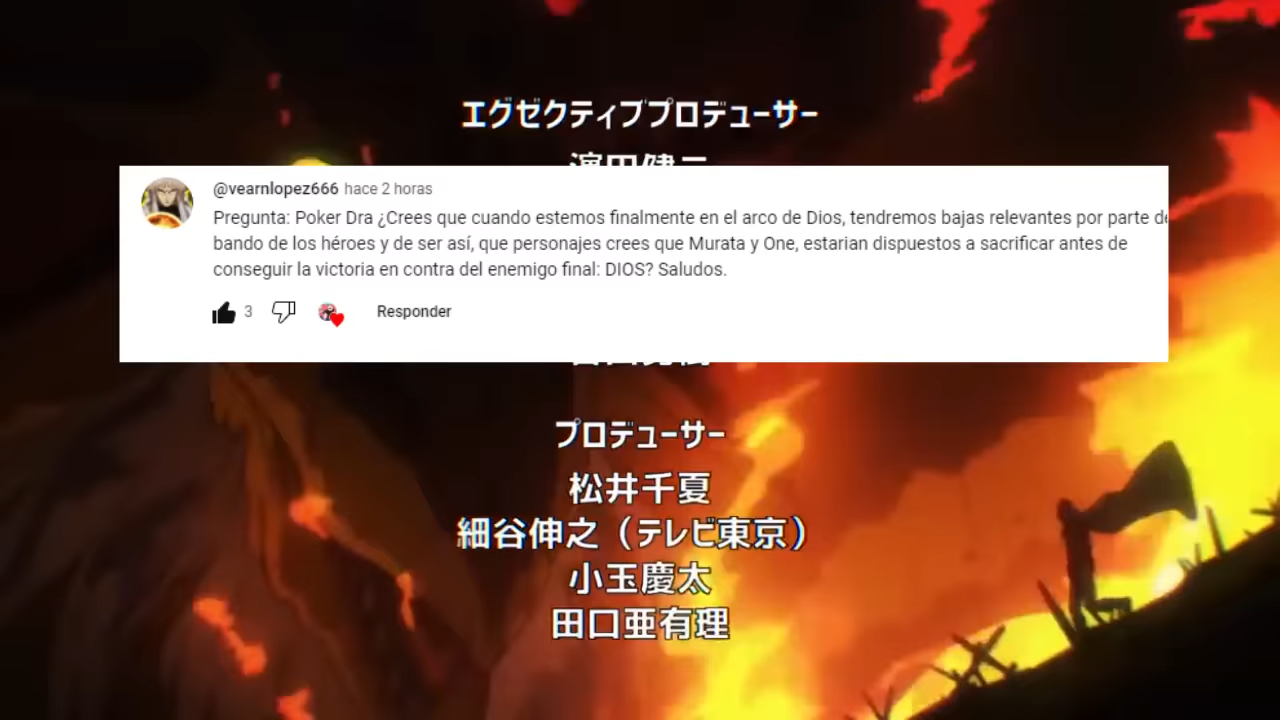 エグゼクティブプロデューサー
@vearnlopez666 hace 2 horas
Pregunta: Poker Dra ¿Crees que cuando estemos finalmente en el arco de Dios, tendremos bajas relevantes por parte de
bando de los héroes y de ser así, que personajes crees que Murata y One, estarian dispuestos a sacrificar antes de
conseguir la victoria en contra del enemigo final: DIOS? Saludos.
3 Responder
プロデューサー
松井千夏
細谷伸之（テレビ東京）
小玉慶太
田口亜有理